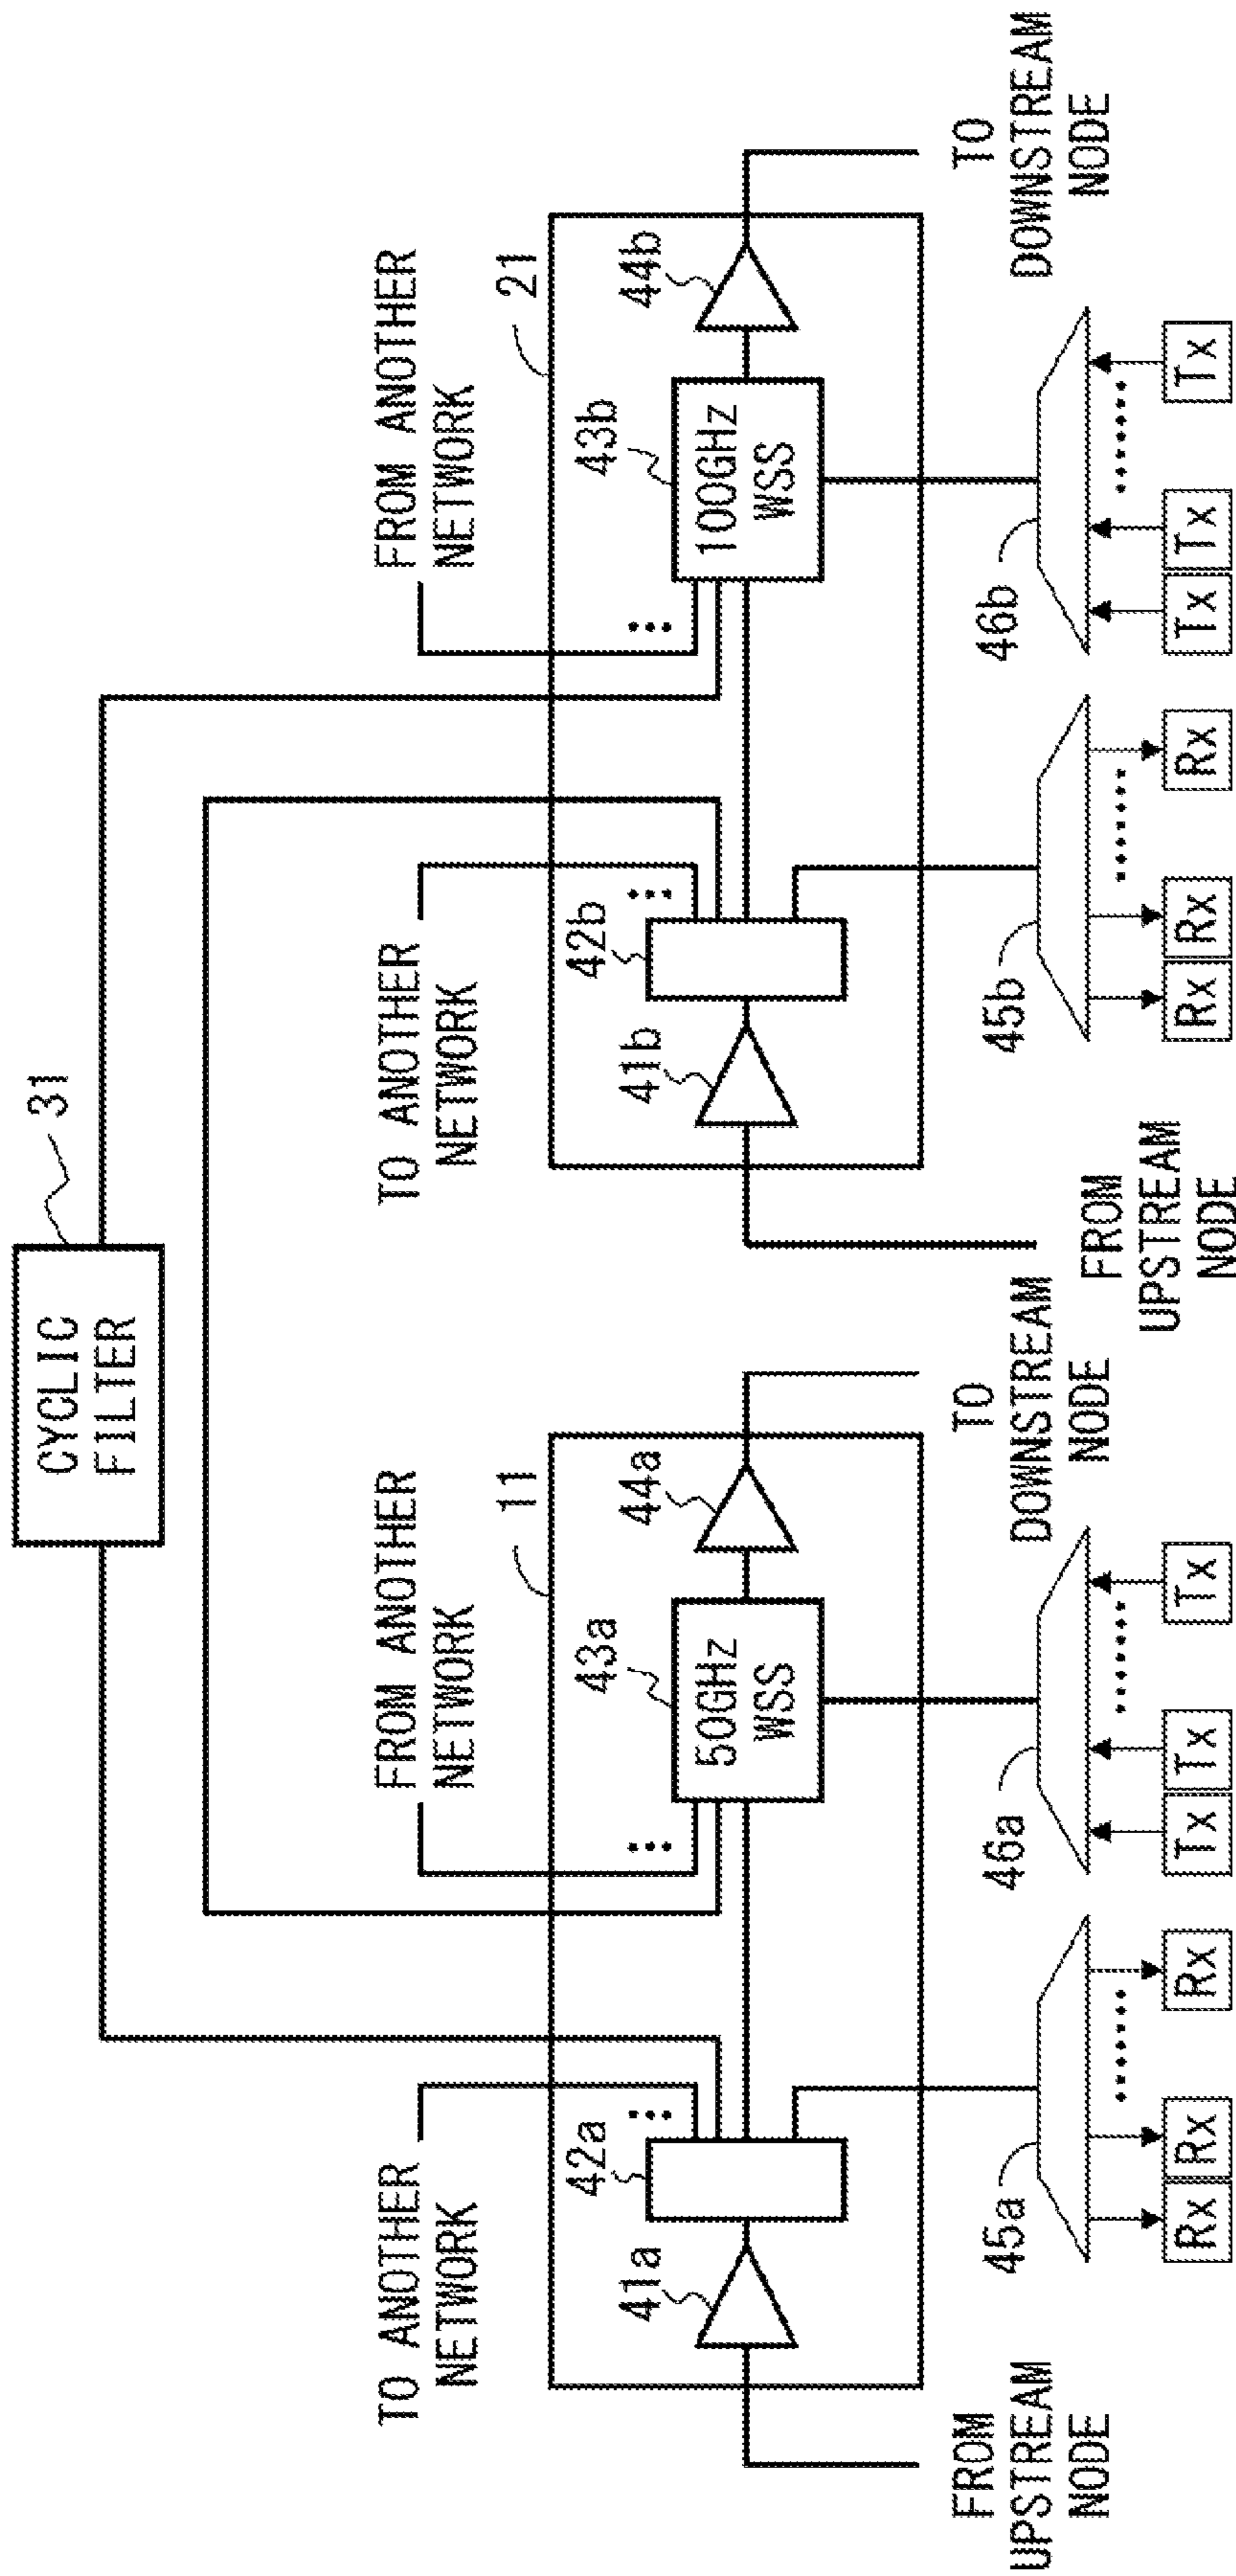 CYCLIC
FILTER
31
TO ANOTHER
NETWORK
FROM ANOTHER
NETWORK
TO ANOTHER
NETWORK
FROM ANOTHER
NETWORK
11
21
41a
42a
43a
44a
50GHz
WSS
41b
42b
43b
44b
100GHz
WSS
FROM
UPSTREAM
NODE
TO
DOWNSTREAM
NODE
FROM
UPSTREAM
NODE
TO
DOWNSTREAM
NODE
45a
46a
45b
46b
Rx
Rx
Rx
Tx
Tx
Tx
Rx
Rx
Rx
Tx
Tx
Tx